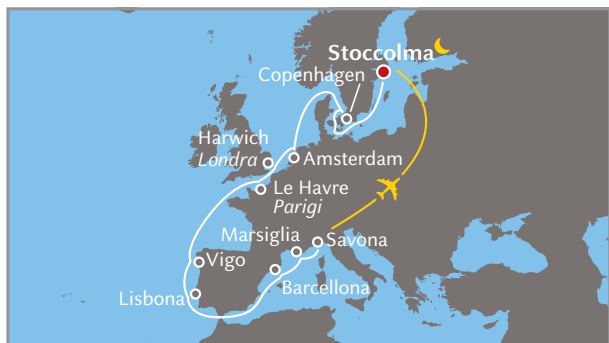 Stoccolma
Copenhagen
Harwich
Londra
Amsterdam
Le Havre
Parigi
Marsiglia
Savona
Vigo
Barcellona
Lisbona